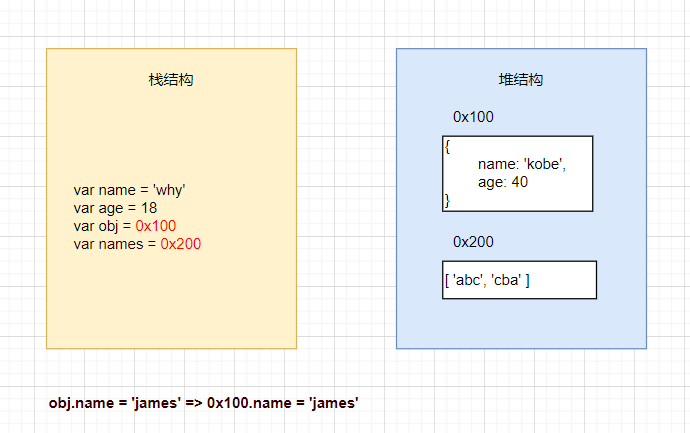 栈结构
var name = 'why'
var age = 18
var obj = 0x100
var names = 0x200
堆结构
0x100
{
name: 'kobe',
age: 40
}
0x200
[ 'abc', 'cba' ]
obj.name = 'james' => 0x100.name = 'james'